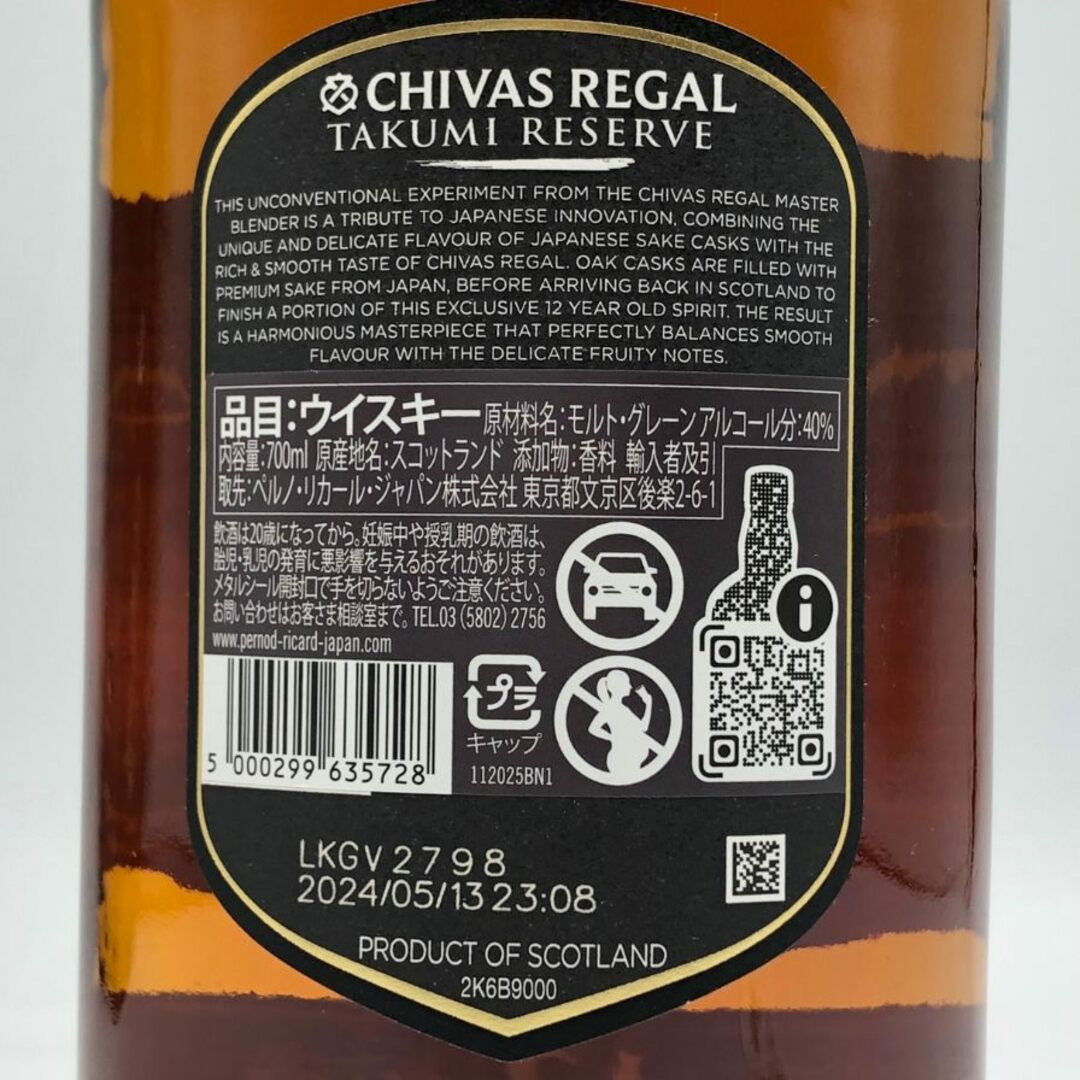 CHIVAS REGAL
TAKUMI RESERVE
THIS UNCONVENTIONAL EXPERIMENT FROM THE CHIVAS REGAL MASTER
BLENDER IS A TRIBUTE TO JAPANESE INNOVATION, COMBINING THE
UNIQUE AND DELICATE FLAVOUR OF JAPANESE SAKE CASKS WITH THE
RICH & SMOOTH TASTE OF CHIVAS REGAL. OAK CASKS ARE FILLED WITH
PREMIUM SAKE FROM JAPAN, BEFORE ARRIVING BACK IN SCOTLAND TO
FINISH A PORTION OF THIS EXCLUSIVE 12 YEAR OLD SPIRIT. THE RESULT
IS A HARMONIOUS MASTERPIECE THAT PERFECTLY BALANCES SMOOTH
FLAVOUR WITH THE DELICATE FRUITY NOTES.
品目:ウイスキー 原材料名:モルト・グレーン アルコール分:40%
内容量:700ml 原産地名:スコットランド 添加物:香料 輸入者及引
取先:ペルノ・リカール・ジャパン株式会社 東京都文京区後楽2-6-1
飲酒は20歳になってから。妊娠中や授乳期の飲酒は、
胎児・乳児の発育に悪影響を与えるおそれがあります。
メタルシール開封口で手を切らないようご注意ください。
お問い合わせはお客さま相談室まで。TEL.03(5802)2756
www.pernod-ricard-japan.com
i
プラ
キャップ
112025BN1
5 000299 635728
LKGV2798
2024/05/13 23:08
PRODUCT OF SCOTLAND
2K6B9000